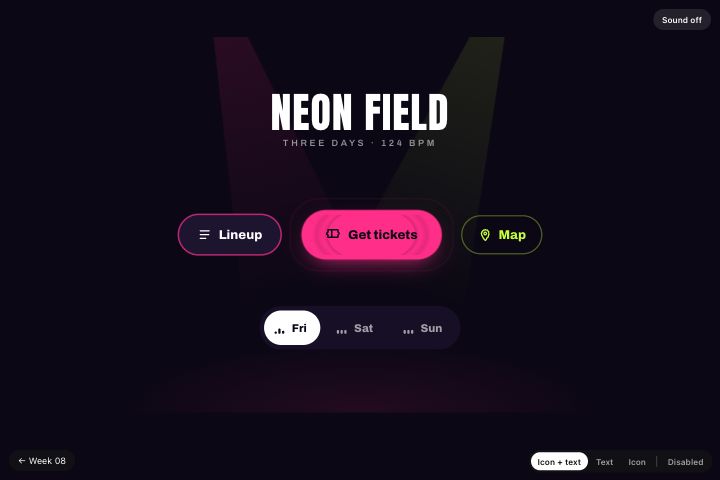 Sound off
NEON FIELD
THREE DAYS · 124 BPM
Lineup
Get tickets
Map
Fri
Sat
Sun
← Week 08
Icon + text
Text
Icon
Disabled